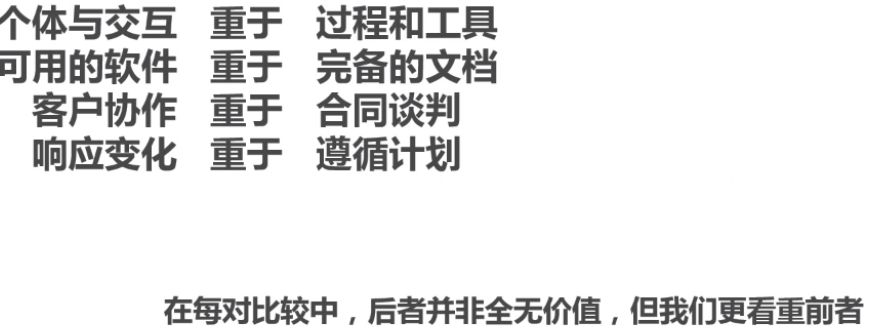 个体与交互 重于 过程和工具
可用的软件 重于 完备的文档
客户协作 重于 合同谈判
响应变化 重于 遵循计划
在每对比较中，后者并非全无价值，但我们更看重前者